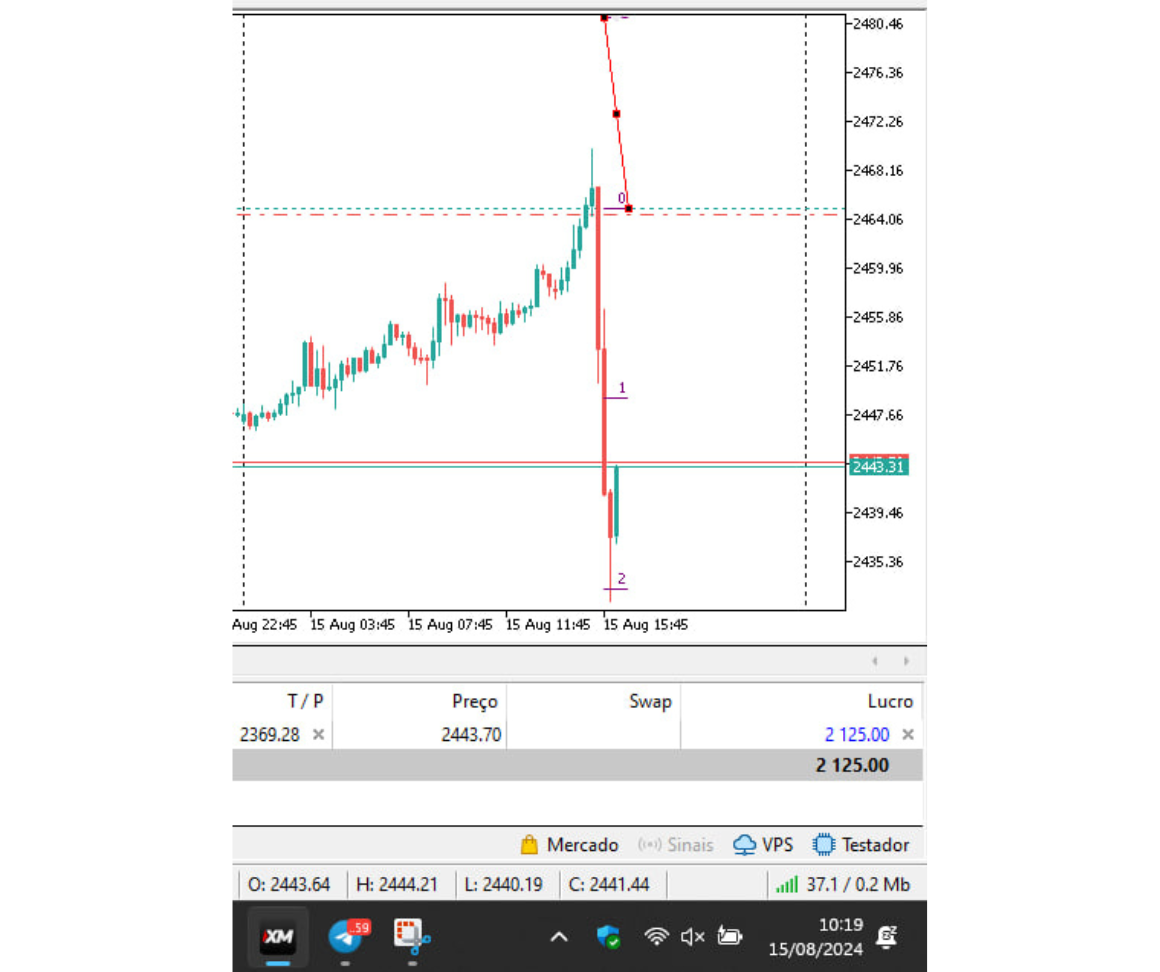 2480.46
2476.36
2472.26
2468.16
0
2464.06
2459.96
2455.86
2451.76
1
2447.66
2443.31
2439.46
2435.36
2
Aug 22:45 15 Aug 03:45 15 Aug 07:45 15 Aug 11:45 15 Aug 15:45
T / P Preço Swap Lucro
2369.28 × 2443.70 2 125.00 ×
2 125.00
Mercado Sinais VPS Testador
O: 2443.64 H: 2444.21 L: 2440.19 C: 2441.44 37.1 / 0.2 Mb
XM 59 10:19
15/08/2024